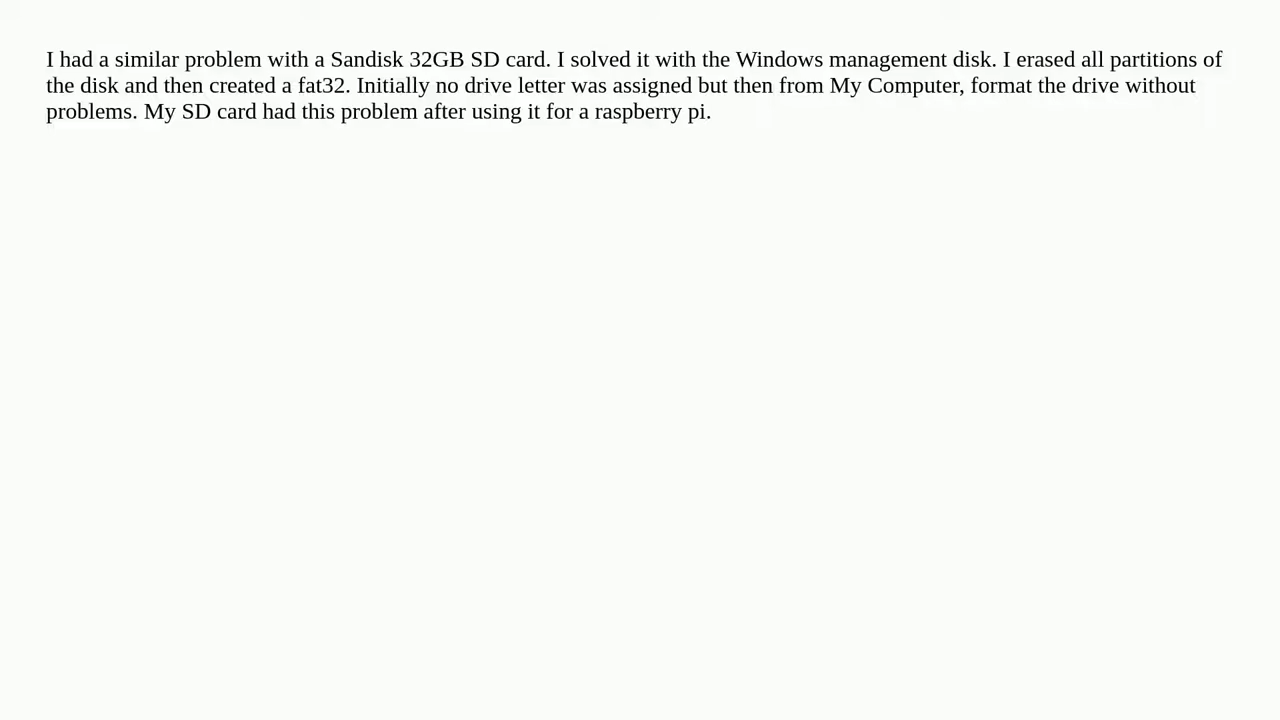 I had a similar problem with a Sandisk 32GB SD card. I solved it with the Windows management disk. I erased all partitions of
the disk and then created a fat32. Initially no drive letter was assigned but then from My Computer, format the drive without
problems. My SD card had this problem after using it for a raspberry pi.